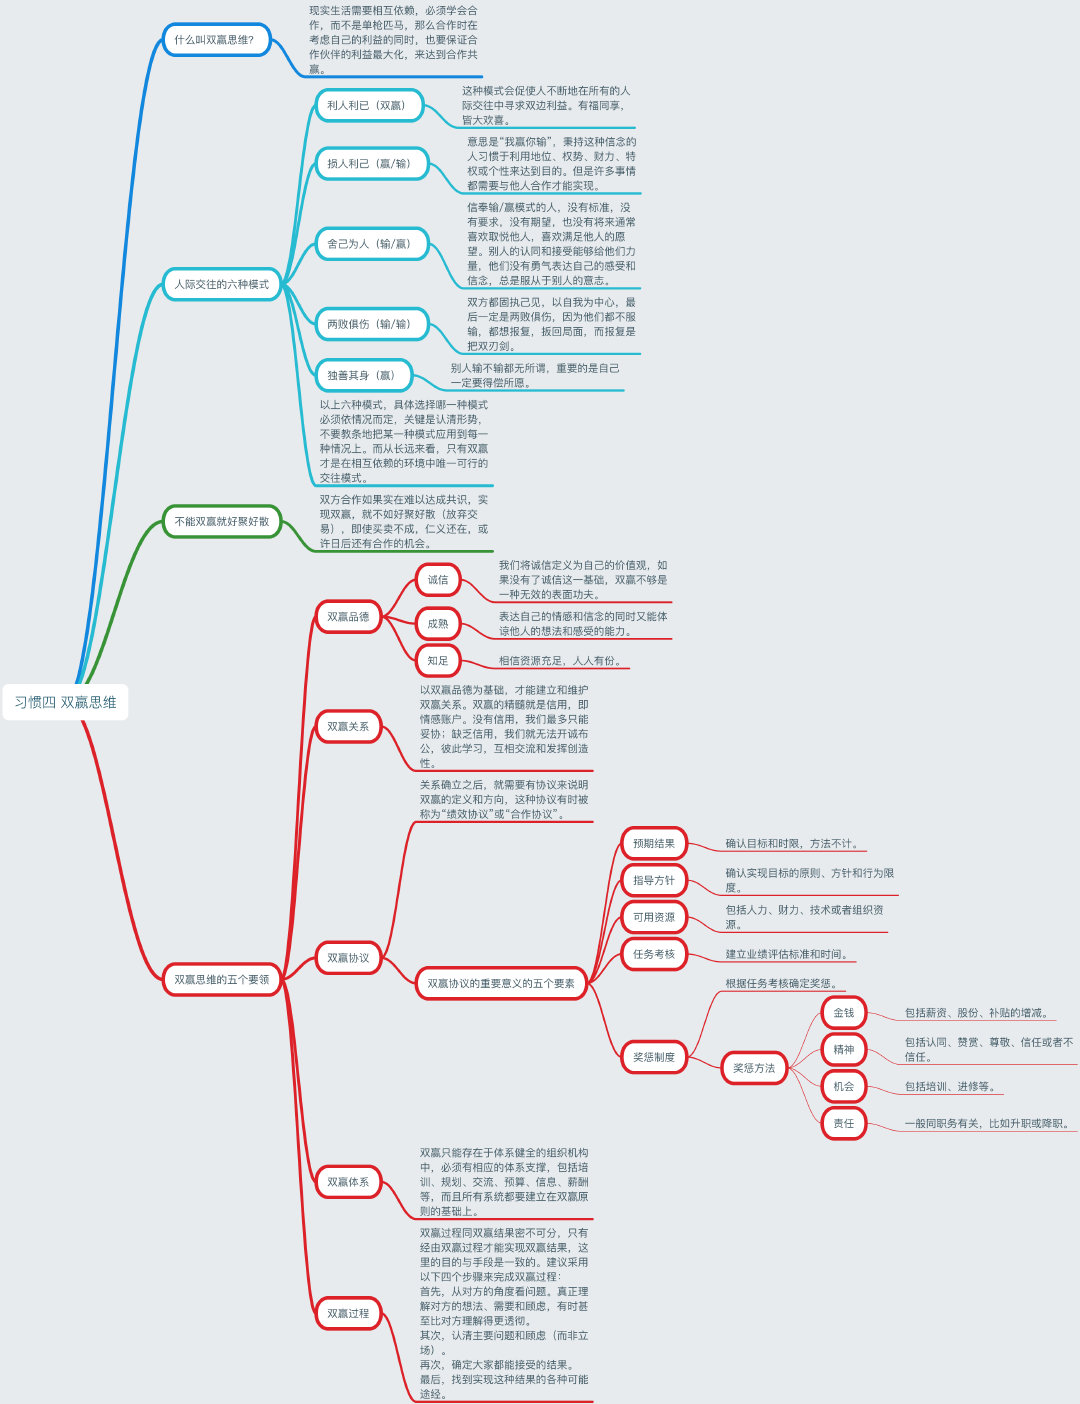 习惯四 双赢思维
什么叫双赢思维?
现实生活需要相互依赖，必须学会合
作，而不是单枪匹马，那么合作时在
考虑自己的利益的同时，也要保证合
作伙伴的利益最大化，来达到合作共
赢。
人际交往的六种模式
利人利已（双赢）
这种模式会促使人不断地在所有的人
际交往中寻求双边利益。有福同享，
皆大欢喜。
损人利己（赢/输）
意思是“我赢你输”，秉持这种信念的
人习惯于利用地位、权势、财力、特
权或个性来达到目的。但是许多事情
都需要与他人合作才能实现。
舍己为人（输/赢）
信奉输/赢模式的人，没有标准，没
有要求，没有期望，也没有将来通常
喜欢取悦他人，喜欢满足他人的愿
望。别人的认同和接受能够给他们力
量，他们没有勇气表达自己的感受和
信念，总是服从于别人的意志。
两败俱伤（输/输）
双方都固执己见，以自我为中心，最
后一定是两败俱伤，因为他们都不服
输，都想报复，扳回局面，而报复是
把双刃剑。
独善其身（赢）
别人输不输都无所谓，重要的是自己
一定要得偿所愿。
以上六种模式，具体选择哪一种模式
必须依情况而定，关键是认清形势，
不要教条地把某一种模式应用到每一
种情况上。而从长远来看，只有双赢
才是在相互依赖的环境中唯一可行的
交往模式。
不能双赢就好聚好散
双方合作如果实在难以达成共识，实
现双赢，就不如好聚好散（放弃交
易），即使买卖不成，仁义还在，或
许日后还有合作的机会。
双赢思维的五个要领
双赢品德
诚信
我们将诚信定义为自己的价值观，如
果没有了诚信这一基础，双赢不够是
一种无效的表面功夫。
成熟
表达自己的情感和信念的同时又能体
谅他人的想法和感受的能力。
知足
相信资源充足，人人有份。
双赢关系
以双赢品德为基础，才能建立和维护
双赢关系。双赢的精髓就是信用，即
情感账户。没有信用，我们最多只能
妥协；缺乏信用，我们就无法开诚布
公，彼此学习，互相交流和发挥创造
性。
双赢协议
关系确立之后，就需要有协议来说明
双赢的定义和方向，这种协议有时被
称为“绩效协议”或“合作协议”。
双赢协议的重要意义的五个要素
预期结果
确认目标和时限，方法不计。
指导方针
确认实现目标的原则、方针和行为限
度。
可用资源
包括人力、财力、技术或者组织资
源。
任务考核
建立业绩评估标准和时间。
奖惩制度
根据任务考核确定奖惩。
奖惩方法
金钱
包括薪资、股份、补贴的增减。
精神
包括认同、赞赏、尊敬、信任或者不
信任。
机会
包括培训、进修等。
责任
一般同职务有关，比如升职或降职。
双赢体系
双赢只能存在于体系健全的组织机构
中，必须有相应的体系支撑，包括培
训、规划、交流、预算、信息、薪酬
等，而且所有系统都要建立在双赢原
则的基础上。
双赢过程
双赢过程同双赢结果密不可分，只有
经由双赢过程才能实现双赢结果，这
里的目的与手段是一致的。建议采用
以下四个步骤来完成双赢过程：
首先，从对方的角度看问题。真正理
解对方的想法、需要和顾虑，有时甚
至比对方理解得更透彻。
其次，认清主要问题和顾虑（而非立
场）。
再次，确定大家都能接受的结果。
最后，找到实现这种结果的各种可能
途经。